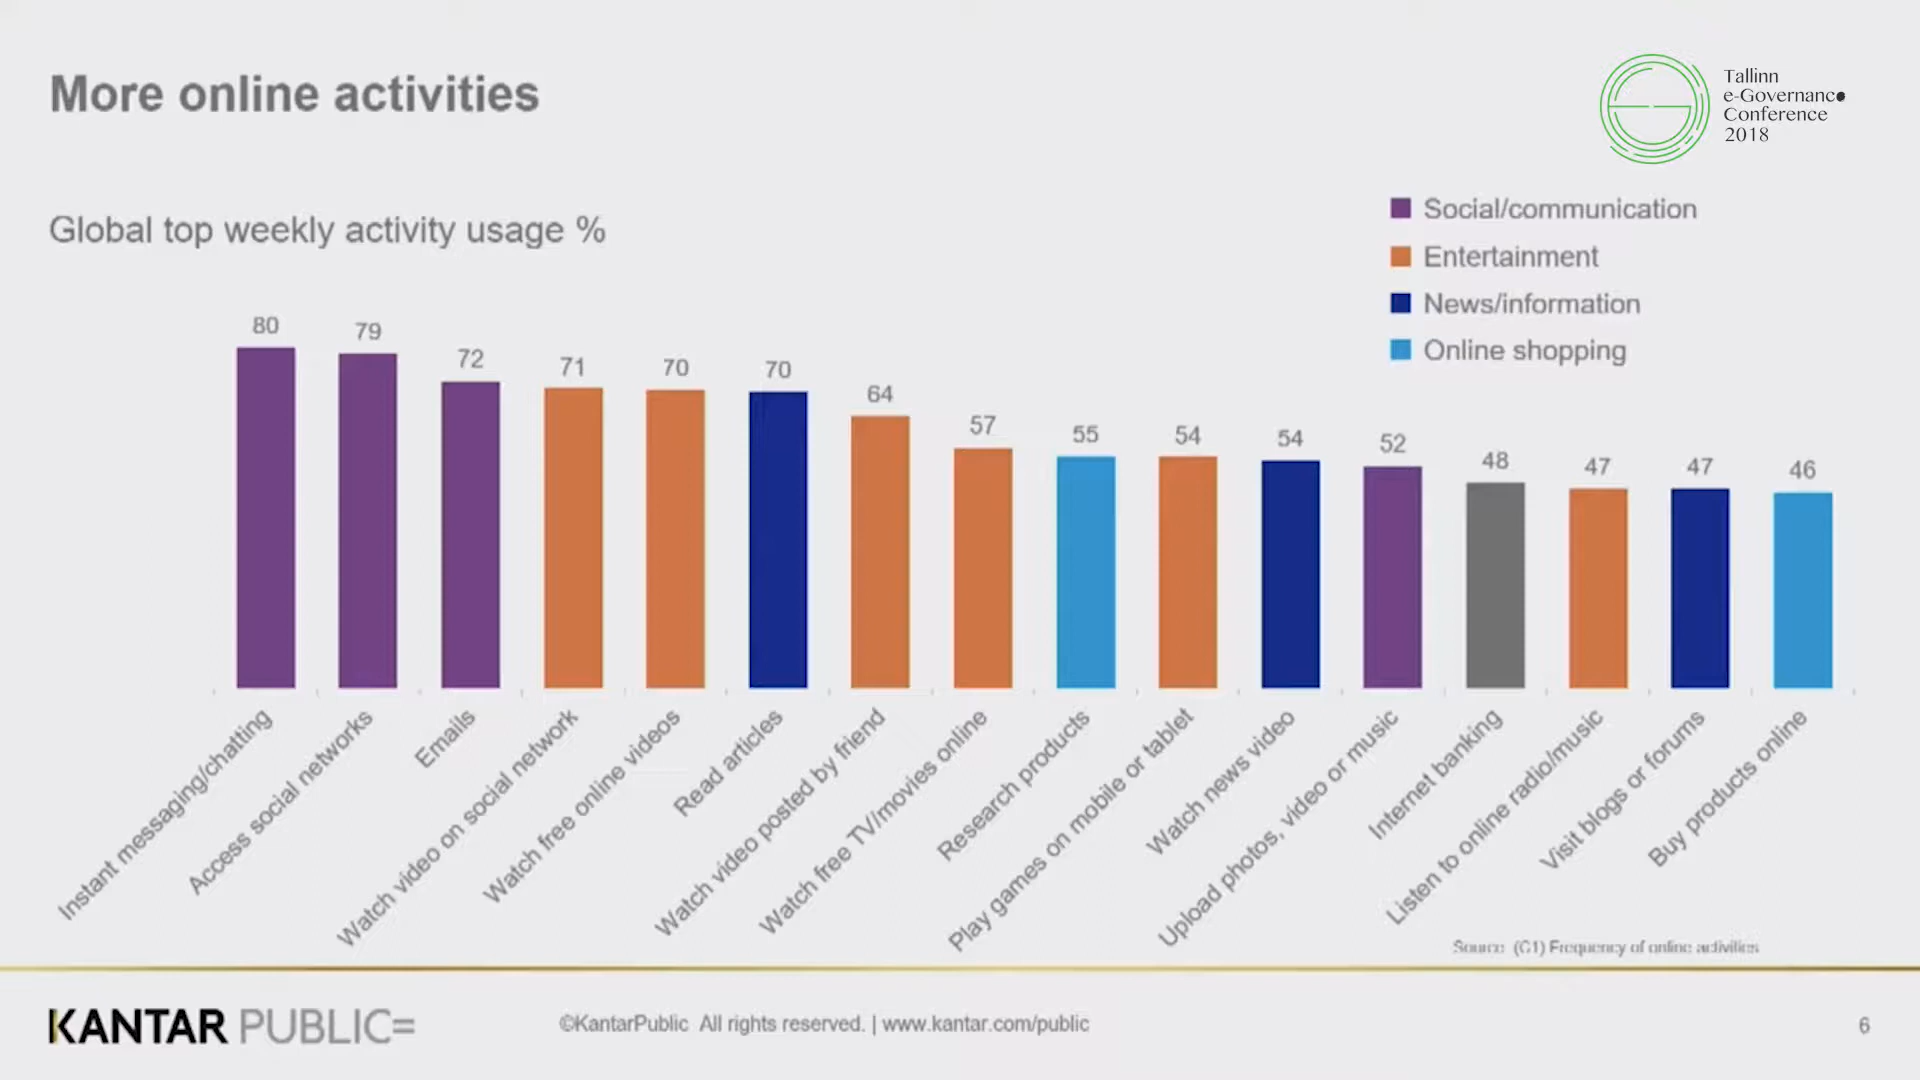 More online activities
Tallinn
e-Governance
Conference
2018
Global top weekly activity usage %
Social/communication
Entertainment
News/information
Online shopping
80
79
72
71
70
70
64
57
55
54
54
52
48
47
47
46
Instant messaging/chatting
Access social networks
Emails
Watch video on social network
Watch free online videos
Read articles
Watch video posted by friend
Watch free TV/movies online
Research products
Play games on mobile or tablet
Watch news video
Upload photos, video or music
Internet banking
Listen to online radio/music
Visit blogs or forums
Buy products online
Source (C1) Frequency of online activities
KANTAR PUBLIC=
©KantarPublic All rights reserved. | www.kantar.com/public
6